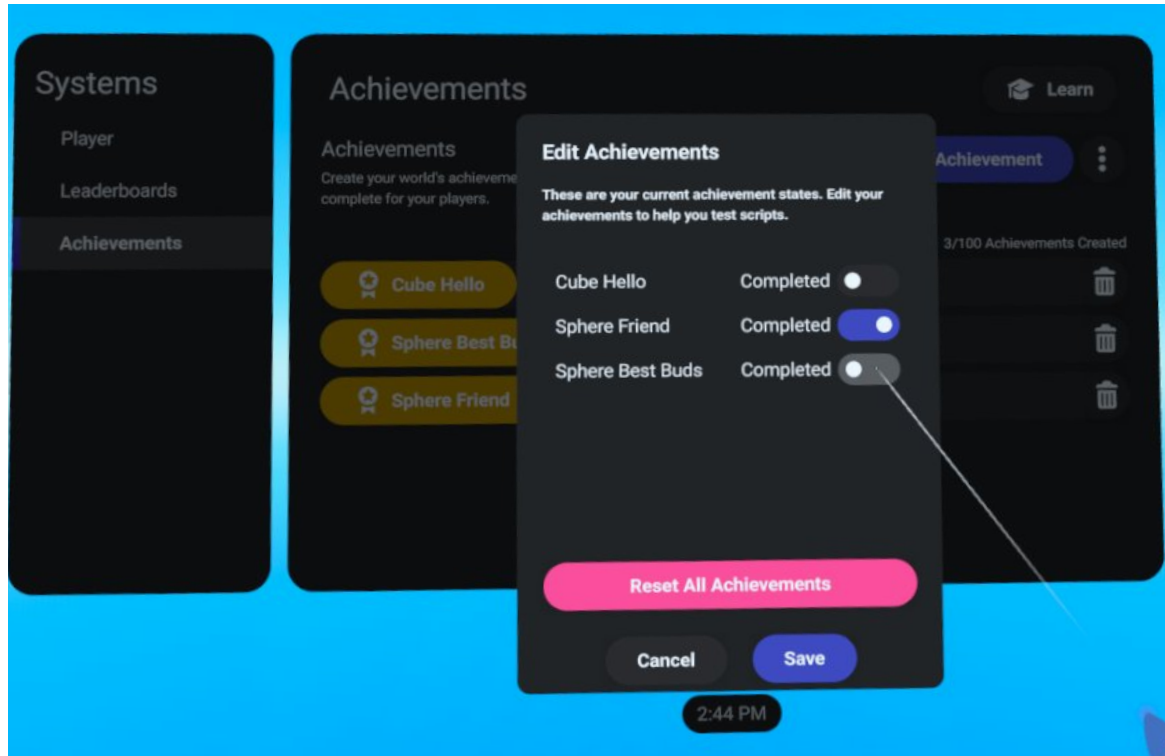 Systems
Player
Leaderboards
Achievements
Achievements
Learn
Achievements
Create your world's achieveme
complete for your players.
Achievement
3/100 Achievements Created
Cube Hello
Sphere Best Bu
Sphere Friend
Edit Achievements
These are your current achievement states. Edit your
achievements to help you test scripts.
Cube Hello Completed
Sphere Friend Completed
Sphere Best Buds Completed
Reset All Achievements
Cancel Save
2:44 PM